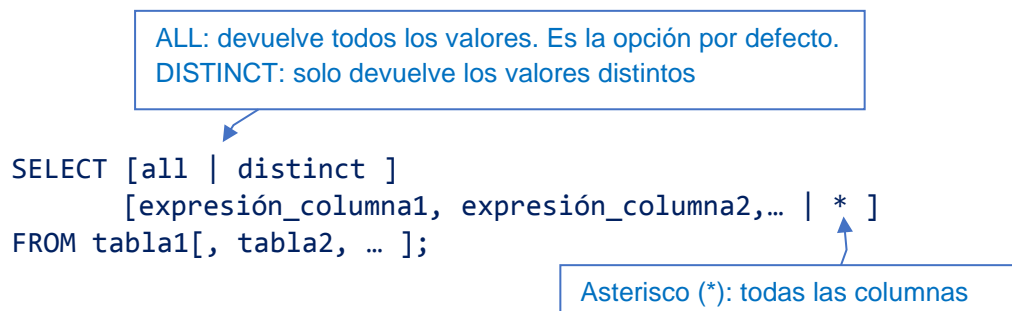 ALL: devuelve todos los valores. Es la opción por defecto.
DISTINCT: solo devuelve los valores distintos
SELECT [all | distinct ]
[expresión_columna1, expresión_columna2,… | * ]
FROM tabla1[, tabla2, … ];
Asterisco (*): todas las columnas